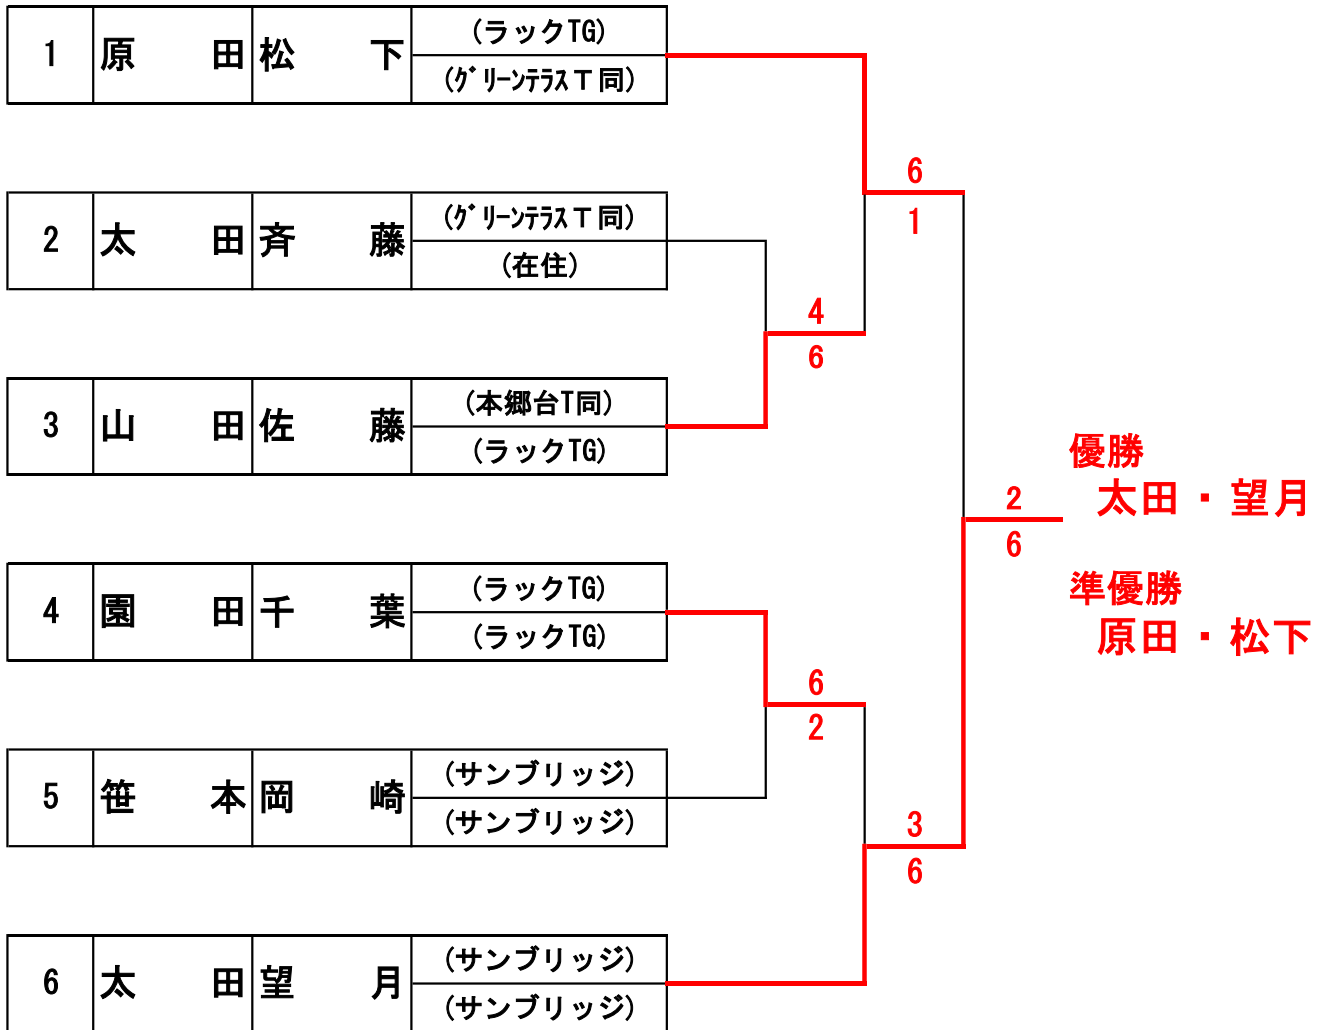 1 原田 松下 (ラックTG)
(ｸﾞﾘｰﾝﾃﾗｽT同)
2 太田 斉藤 (ｸﾞﾘｰﾝﾃﾗｽT同)
(在住)
3 山田 佐藤 (本郷台T同)
(ラックTG)
4 園田 千葉 (ラックTG)
(ラックTG)
5 笹本 岡崎 (サンブリッジ)
(サンブリッジ)
6 太田 望月 (サンブリッジ)
(サンブリッジ)
4
6
6
2
6
1
3
6
2
6
優勝
太田・望月
準優勝
原田・松下